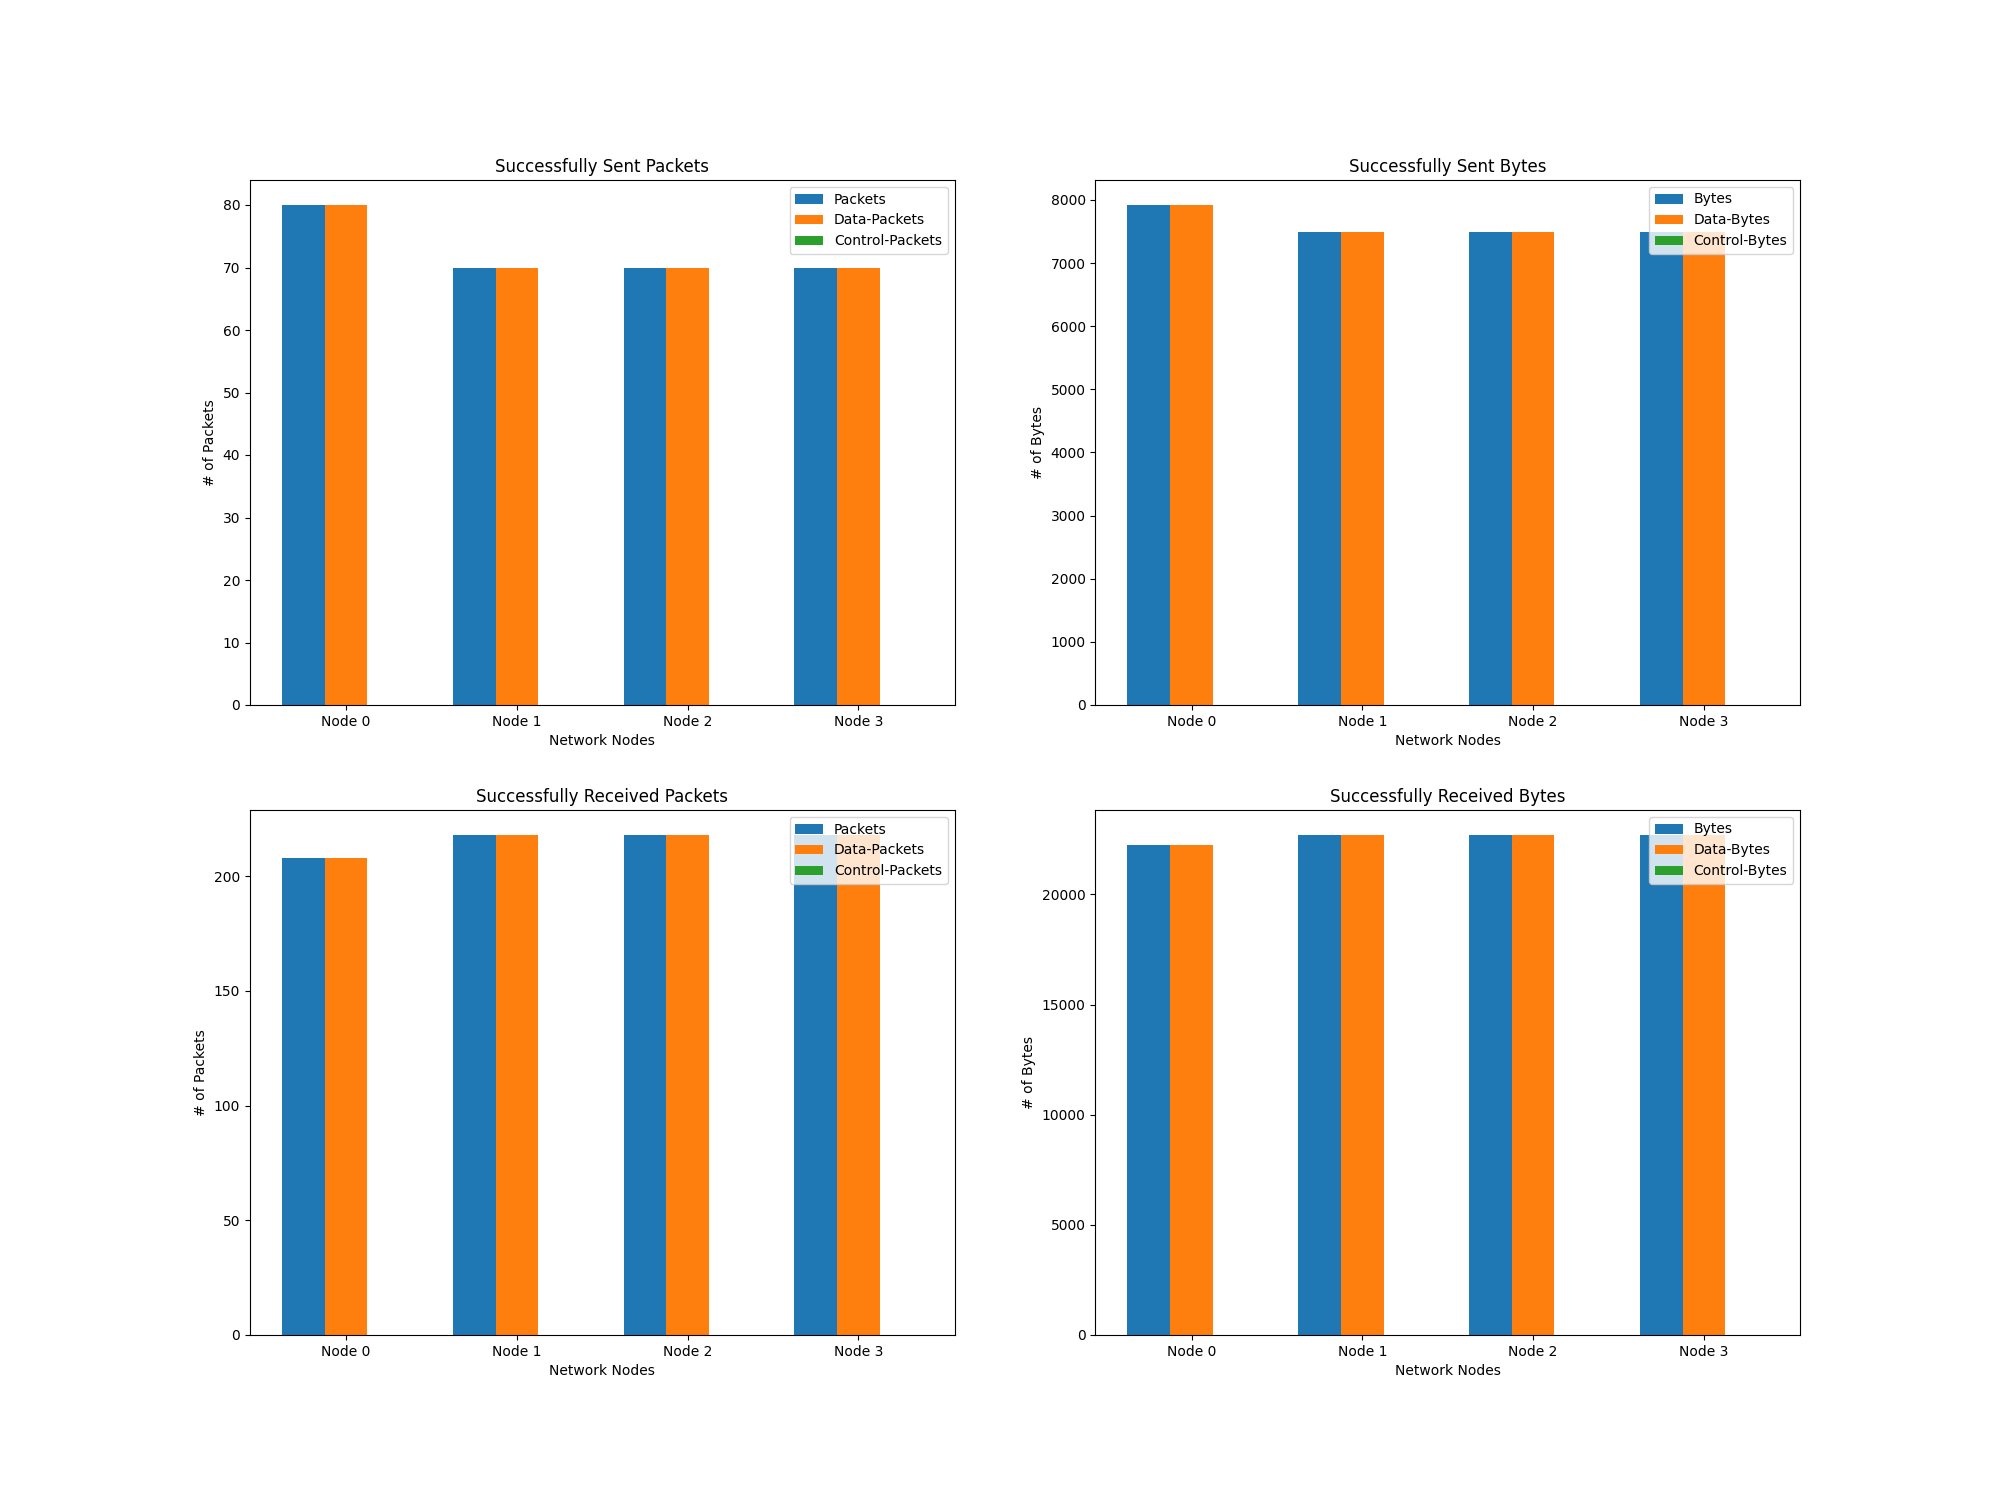 Successfully Sent Packets
# of Packets
80
70
60
50
40
30
20
10
0
Packets
Data-Packets
Control-Packets
Node 0 Node 1 Node 2 Node 3
Network Nodes
Successfully Sent Bytes
# of Bytes
8000
7000
6000
5000
4000
3000
2000
1000
0
Bytes
Data-Bytes
Control-Bytes
Node 0 Node 1 Node 2 Node 3
Network Nodes
Successfully Received Packets
# of Packets
200
150
100
50
0
Packets
Data-Packets
Control-Packets
Node 0 Node 1 Node 2 Node 3
Network Nodes
Successfully Received Bytes
# of Bytes
20000
15000
10000
5000
0
Bytes
Data-Bytes
Control-Bytes
Node 0 Node 1 Node 2 Node 3
Network Nodes